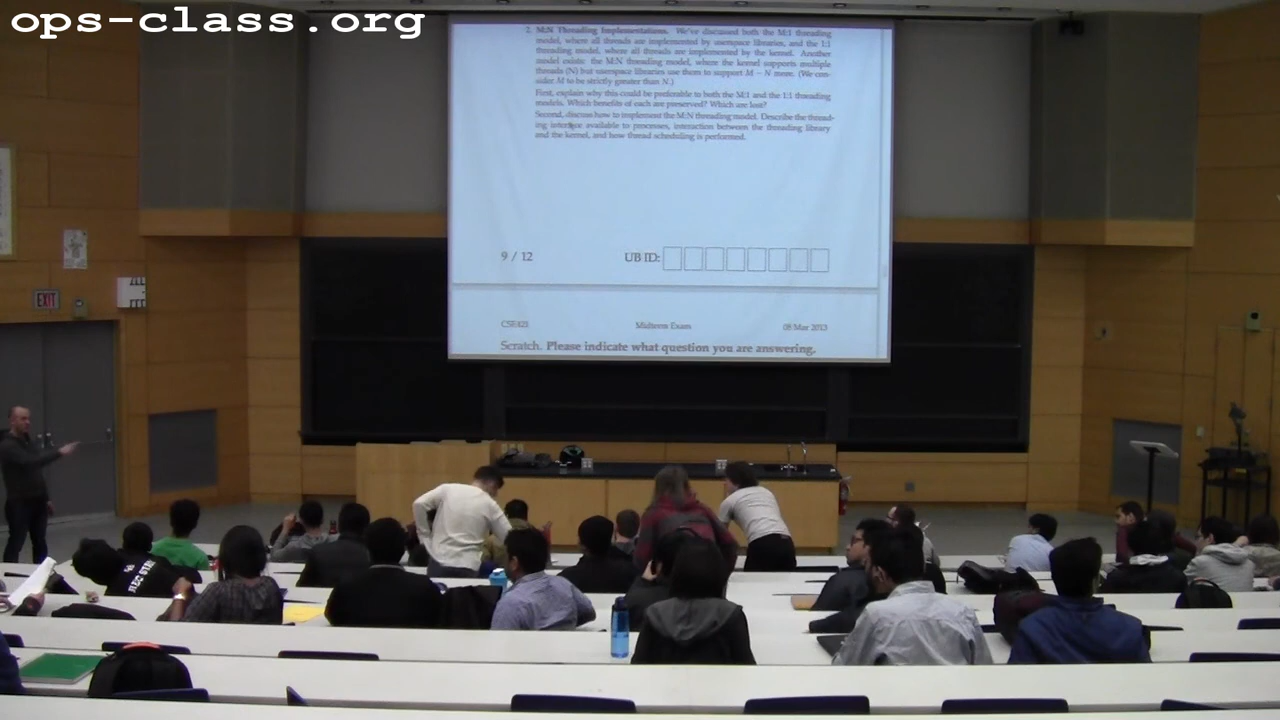 ops-class.org
2. M:N Threading Implementations. We've discussed both the M:1 threading
model, where all threads are implemented by userspace libraries, and the 1:1
threading model, where all threads are implemented by the kernel. Another
model exists: the M:N threading model, where the kernel supports multiple
threads (N) but userspace libraries use them to support M − N more. (We con-
sider M to be strictly greater than N.)
First, explain why this could be preferable to both the M:1 and the 1:1 threading
models. Which benefits of each are preserved? Which are lost?
Second, discuss how to implement the M:N threading model. Describe the thread-
ing interface available to processes, interaction between the threading library
and the kernel, and how thread scheduling is performed.
9 / 12 UB ID:
CSE421 Midterm Exam 08 Mar 2013
Scratch. Please indicate what question you are answering.
EXIT